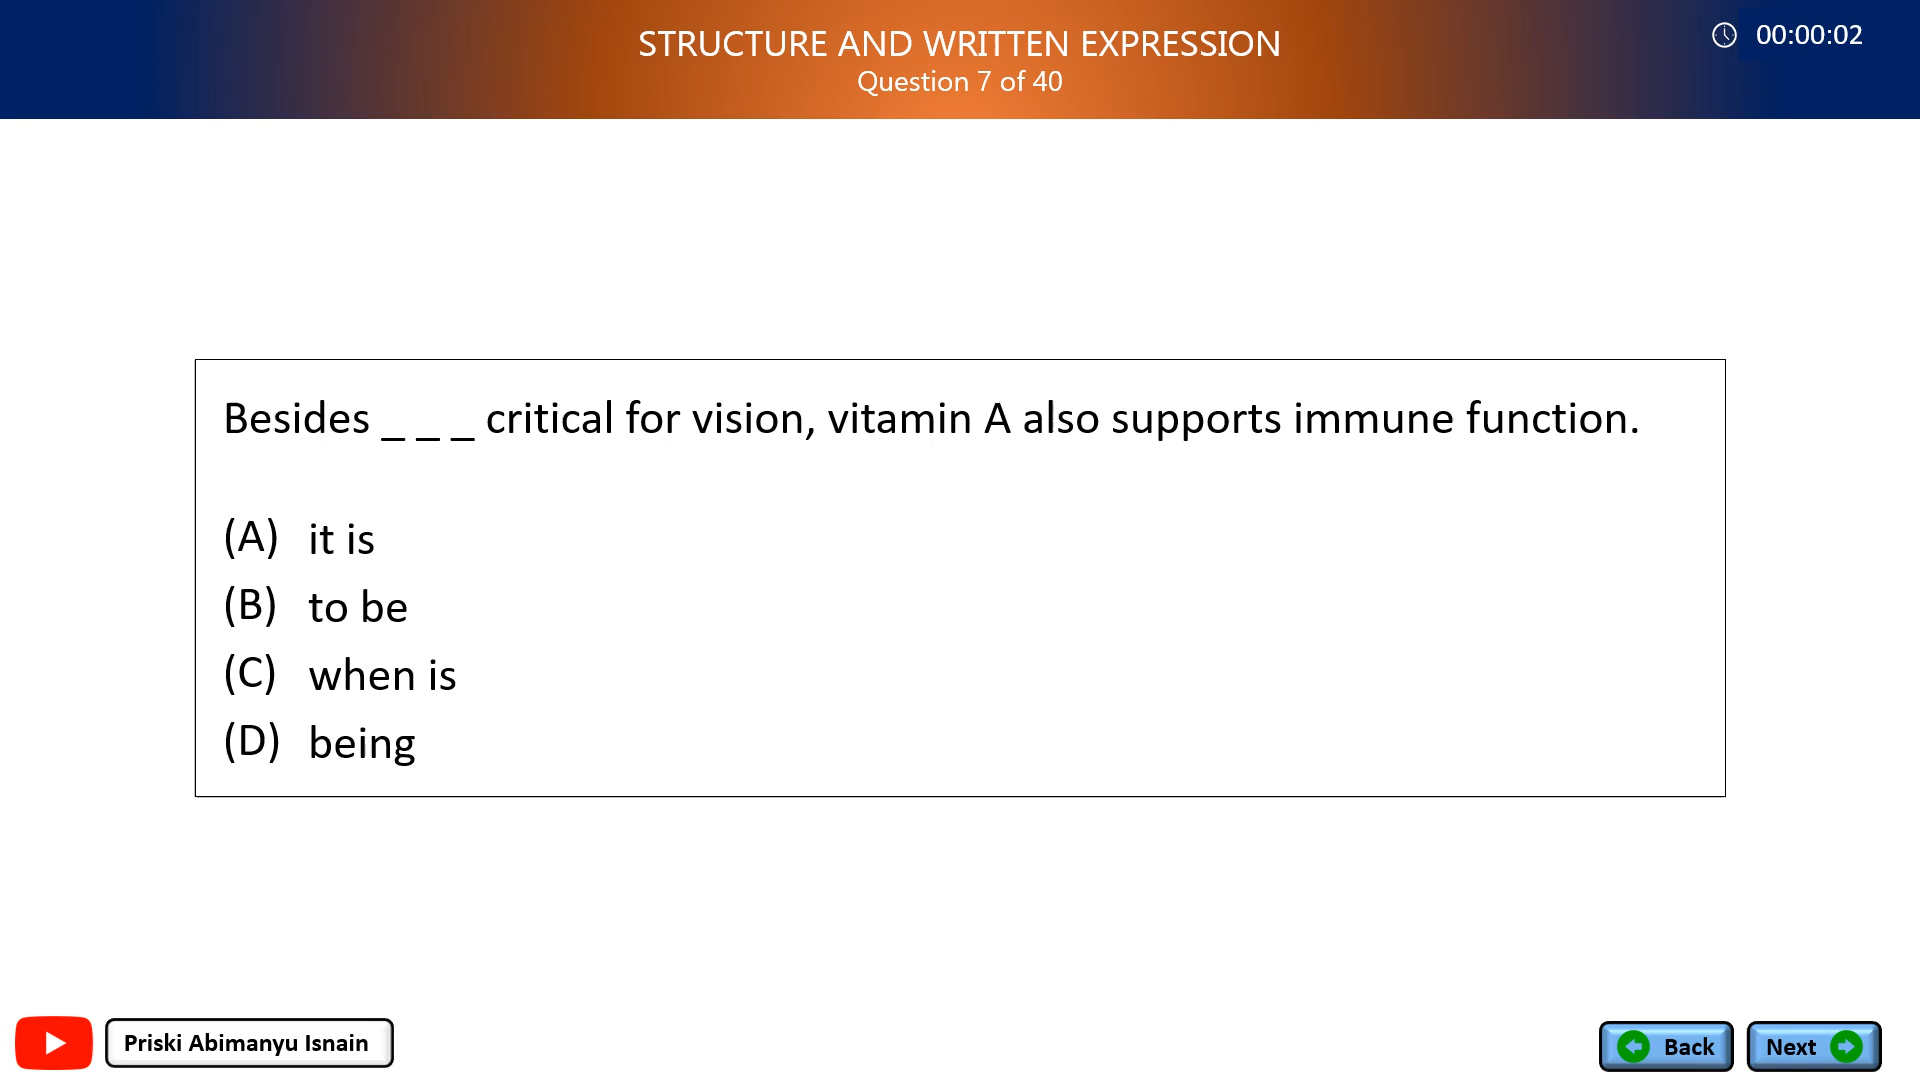 STRUCTURE AND WRITTEN EXPRESSION
Question 7 of 40
00:00:02
Besides _ _ _ critical for vision, vitamin A also supports immune function.
(A) it is
(B) to be
(C) when is
(D) being
Priski Abimanyu Isnain
Back
Next